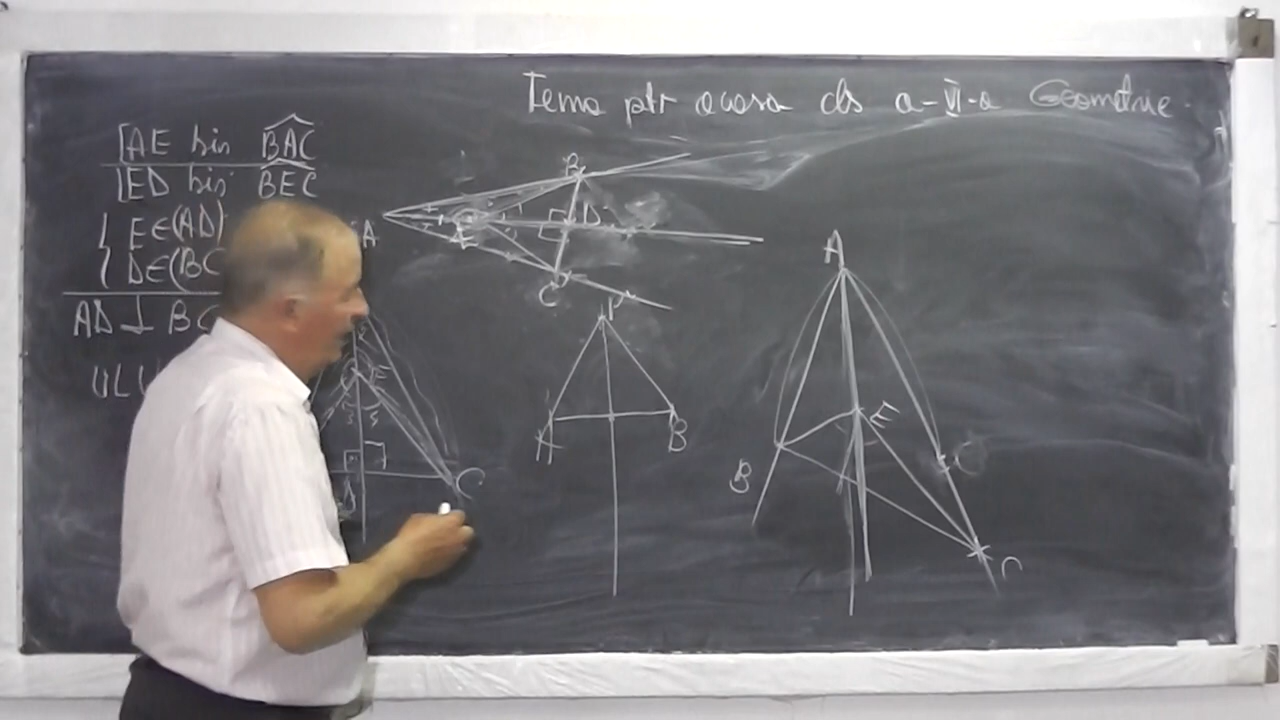 Tema ptr acasa cls a-VI-a Geometrie
[AE bis BAC
[ED bis BEC
E∈(AD)
D∈(BC
AD ⊥ BC
A
E
C
A
B
E
D
C
P
A
B
A
E
B
C